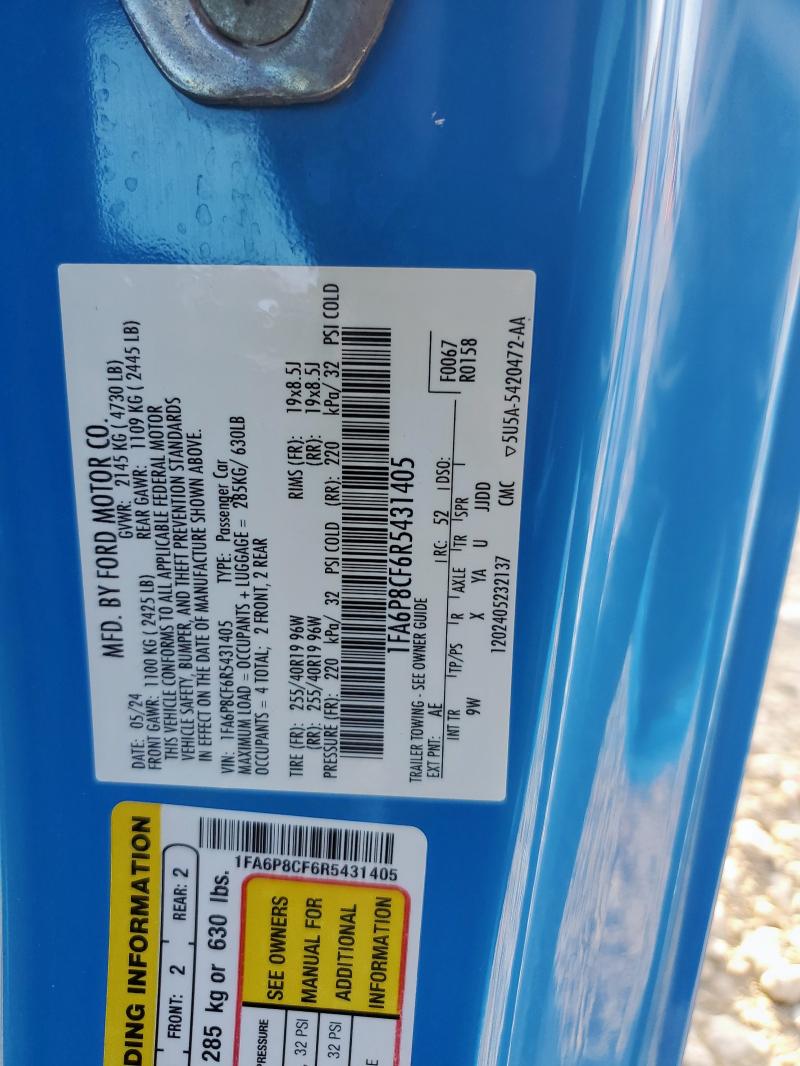 MFD. BY FORD MOTOR CO.
DATE: 05/24 GVWR: 2145 KG ( 4730 LB)
FRONT GAWR: 1100 KG ( 2425 LB) REAR GAWR: 1109 KG ( 2445 LB)
THIS VEHICLE CONFORMS TO ALL APPLICABLE FEDERAL MOTOR
VEHICLE SAFETY, BUMPER, AND THEFT PREVENTION STANDARDS
IN EFFECT ON THE DATE OF MANUFACTURE SHOWN ABOVE.
VIN: 1FA6P8CF6R5431405 TYPE: Passenger Car
MAXIMUM LOAD = OCCUPANTS + LUGGAGE = 285KG/ 630LB
OCCUPANTS = 4 TOTAL; 2 FRONT, 2 REAR
TIRE (FR): 255/40R19 96W RIMS (FR): 19x8.5J
(RR): 255/40R19 96W (RR): 19x8.5J
PRESSURE (FR): 220 kPa/ 32 PSI COLD (RR): 220 kPa/ 32 PSI COLD
1FA6P8CF6R5431405
TRAILER TOWING - SEE OWNER GUIDE
EXT PNT: AE RC: 52 DSO: F0067
R0158
INT TR TP/PS R AXLE TR SPR
9W X YA U JJDD
1202405232137 CMC ▽5U5A-5420472-AA
DING INFORMATION
FRONT: 2 REAR: 2
285 kg or 630 lbs.
1FA6P8CF6R5431405
PRESSURE SEE OWNERS
32 PSI MANUAL FOR
32 PSI ADDITIONAL
E INFORMATION